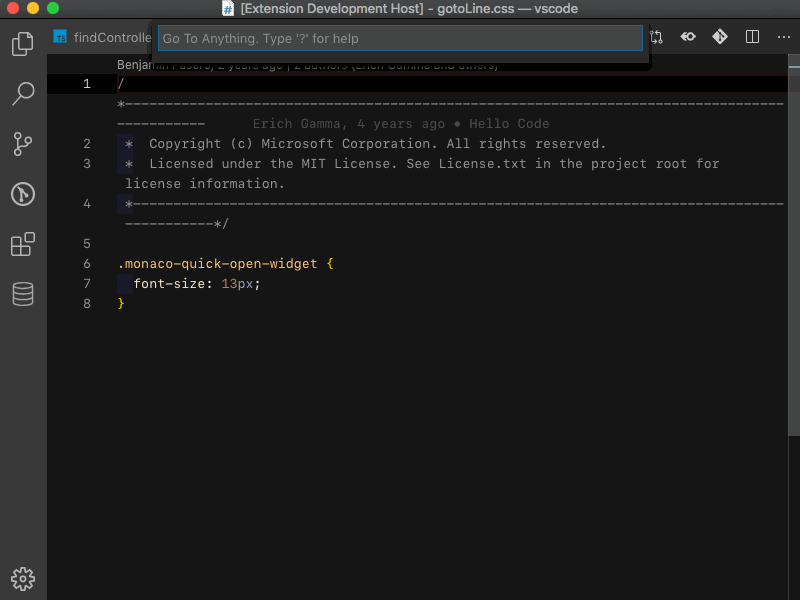 [Extension Development Host] - gotoLine.css — vscode
findControlle
Go To Anything. Type '?' for help
Benjamin Pasero, 2 years ago | 2 authors (Erich Gamma and others)
1 /
*-----------------------------------------------------------------------------------
----------- Erich Gamma, 4 years ago • Hello Code
2 * Copyright (c) Microsoft Corporation. All rights reserved.
3 * Licensed under the MIT License. See License.txt in the project root for
license information.
4 *----------------------------------------------------------------------------------
-----------*/
5
6 .monaco-quick-open-widget {
7 font-size: 13px;
8 }